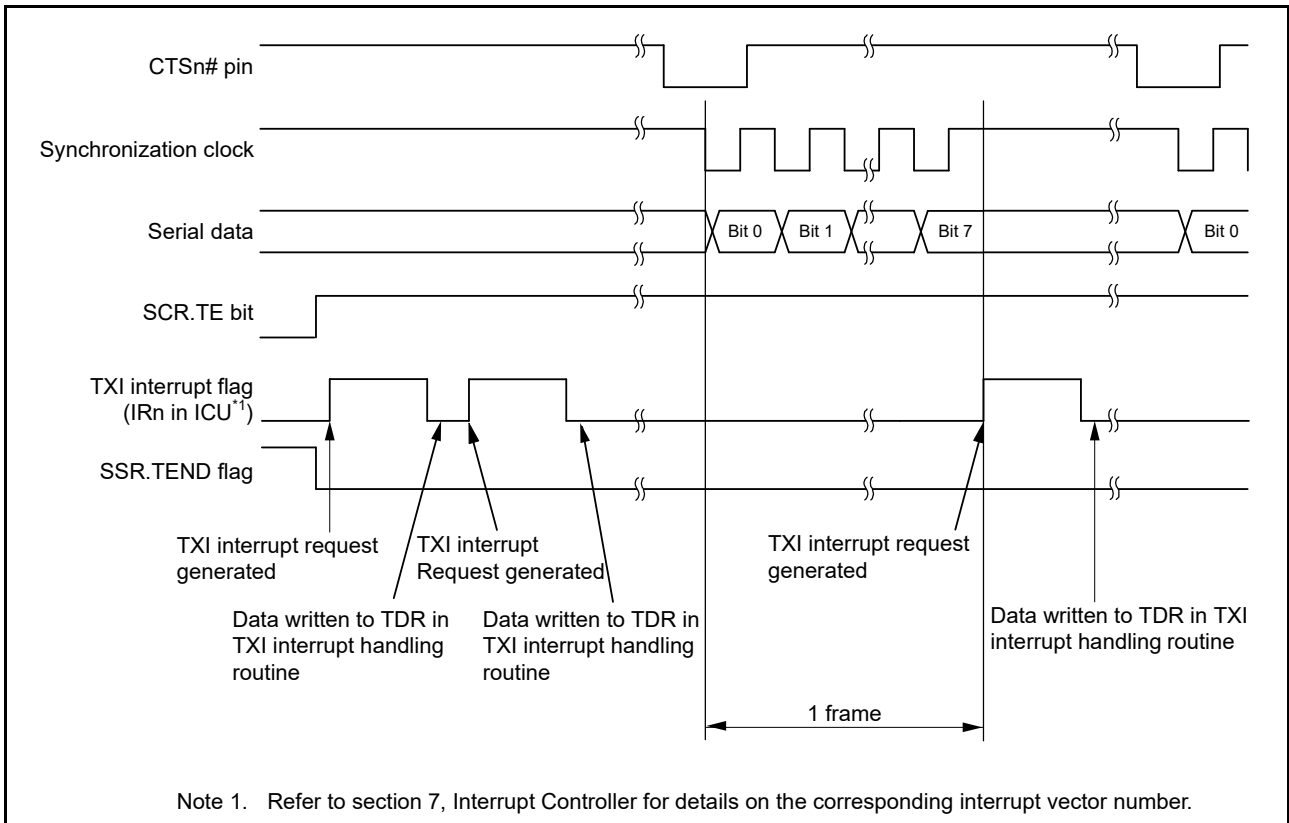 CTSn# pin
Synchronization clock
Serial data
Bit 0
Bit 1
Bit 7
Bit 0
SCR.TE bit
TXI interrupt flag
(IRn in ICU*1)
SSR.TEND flag
TXI interrupt request
generated
TXI interrupt
Request generated
TXI interrupt request
generated
Data written to TDR in
TXI interrupt handling
routine
Data written to TDR in
TXI interrupt handling
routine
Data written to TDR in TXI
interrupt handling routine
1 frame
Note 1. Refer to section 7, Interrupt Controller for details on the corresponding interrupt vector number.